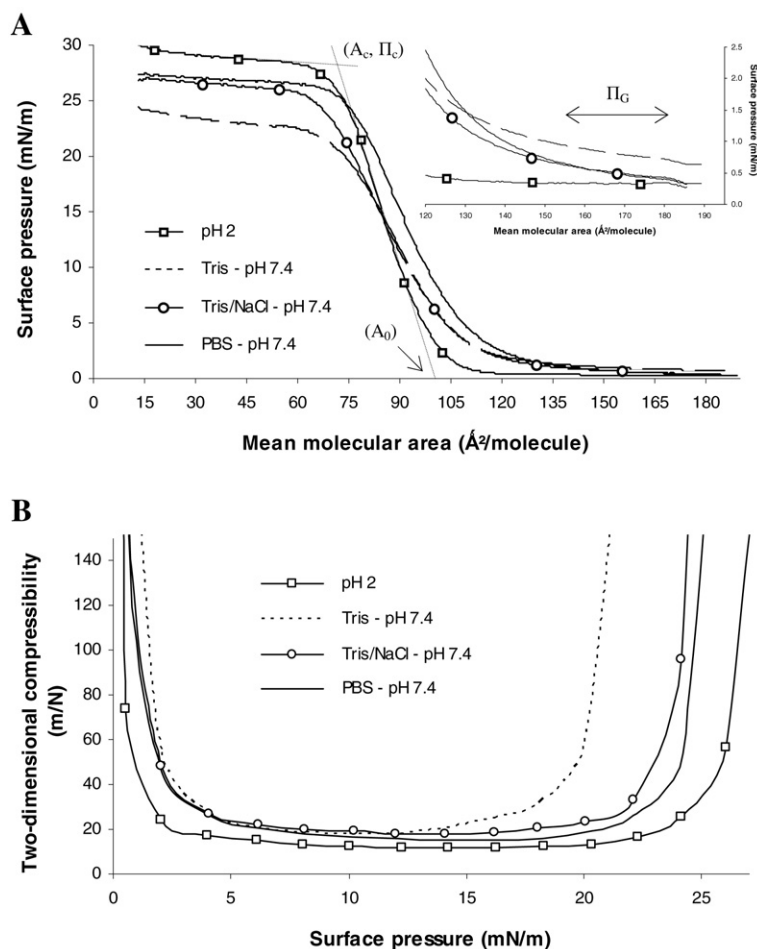 A
(Ac, Πc)
30
25
20
15
10
5
0
Surface pressure (mN/m)
pH 2
Tris - pH 7.4
Tris/NaCl - pH 7.4
PBS - pH 7.4
(A0)
0 15 30 45 60 75 90 105 120 135 150 165 180
Mean molecular area (Ǻ²/molecule)
ΠG
2.5
2.0
1.5
1.0
0.5
0.0
Surface pressure (mN/m)
120 130 140 150 160 170 180 190
Mean molecular area (Ǻ²/molecule)
B
140
120
100
80
60
40
20
0
Two-dimensional compressibility
(m/N)
pH 2
Tris - pH 7.4
Tris/NaCl - pH 7.4
PBS - pH 7.4
0 5 10 15 20 25
Surface pressure (mN/m)